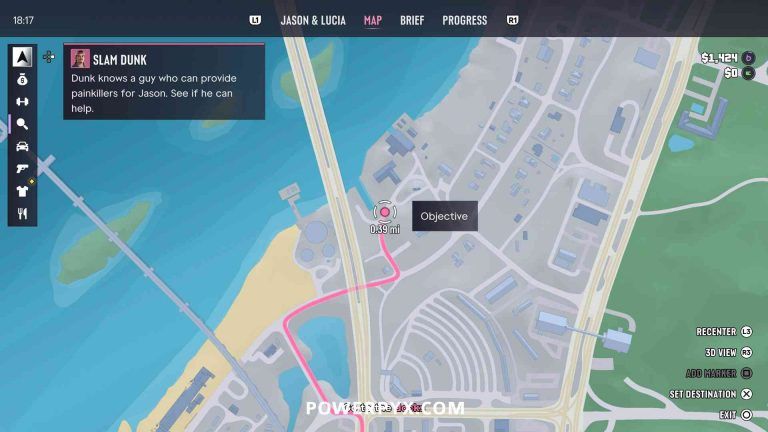 18:17
L1 JASON & LUCIA MAP BRIEF PROGRESS R1
SLAM DUNK
Dunk knows a guy who can provide
painkillers for Jason. See if he can
help.
$1,424
$0
Objective
0.39 mi
RECENTER L3
3D VIEW R3
ADD MARKER
SET DESTINATION
EXIT